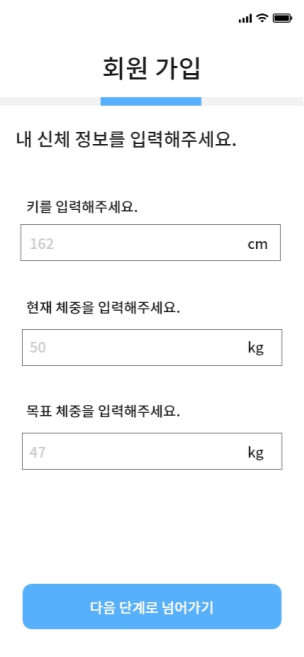 회원 가입
내 신체 정보를 입력해주세요.
키를 입력해주세요.
162 cm
현재 체중을 입력해주세요.
50 kg
목표 체중을 입력해주세요.
47 kg
다음 단계로 넘어가기